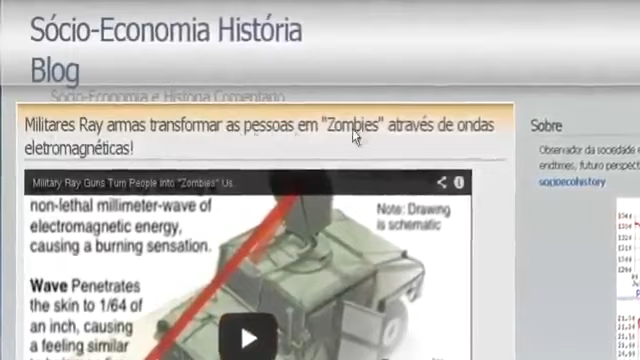 Sócio-Economia História
Blog
Sócio-Economia e História Comentário
Militares Ray armas transformar as pessoas em "Zombies" através de ondas
eletromagnéticas!
Sobre
Observador da sociedade e
endtimes, futuro perspect
socioecohistory
Military Ray Guns Turn People Into "Zombies" Us.
non-lethal millimeter-wave of
electromagnetic energy,
causing a burning sensation.
Note: Drawing
is schematic
Wave Penetrates
the skin to 1/64 of
an inch, causing
a feeling similar